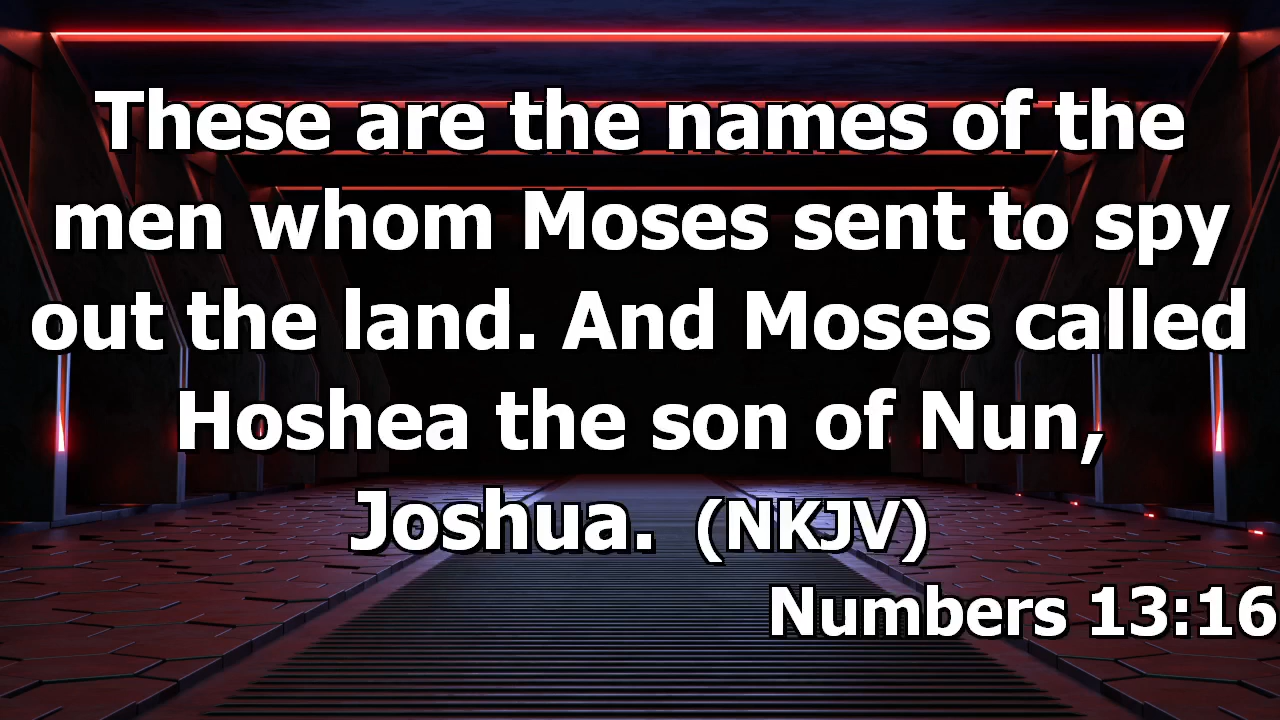 These are the names of the
men whom Moses sent to spy
out the land. And Moses called
Hoshea the son of Nun,
Joshua. (NKJV)
Numbers 13:16